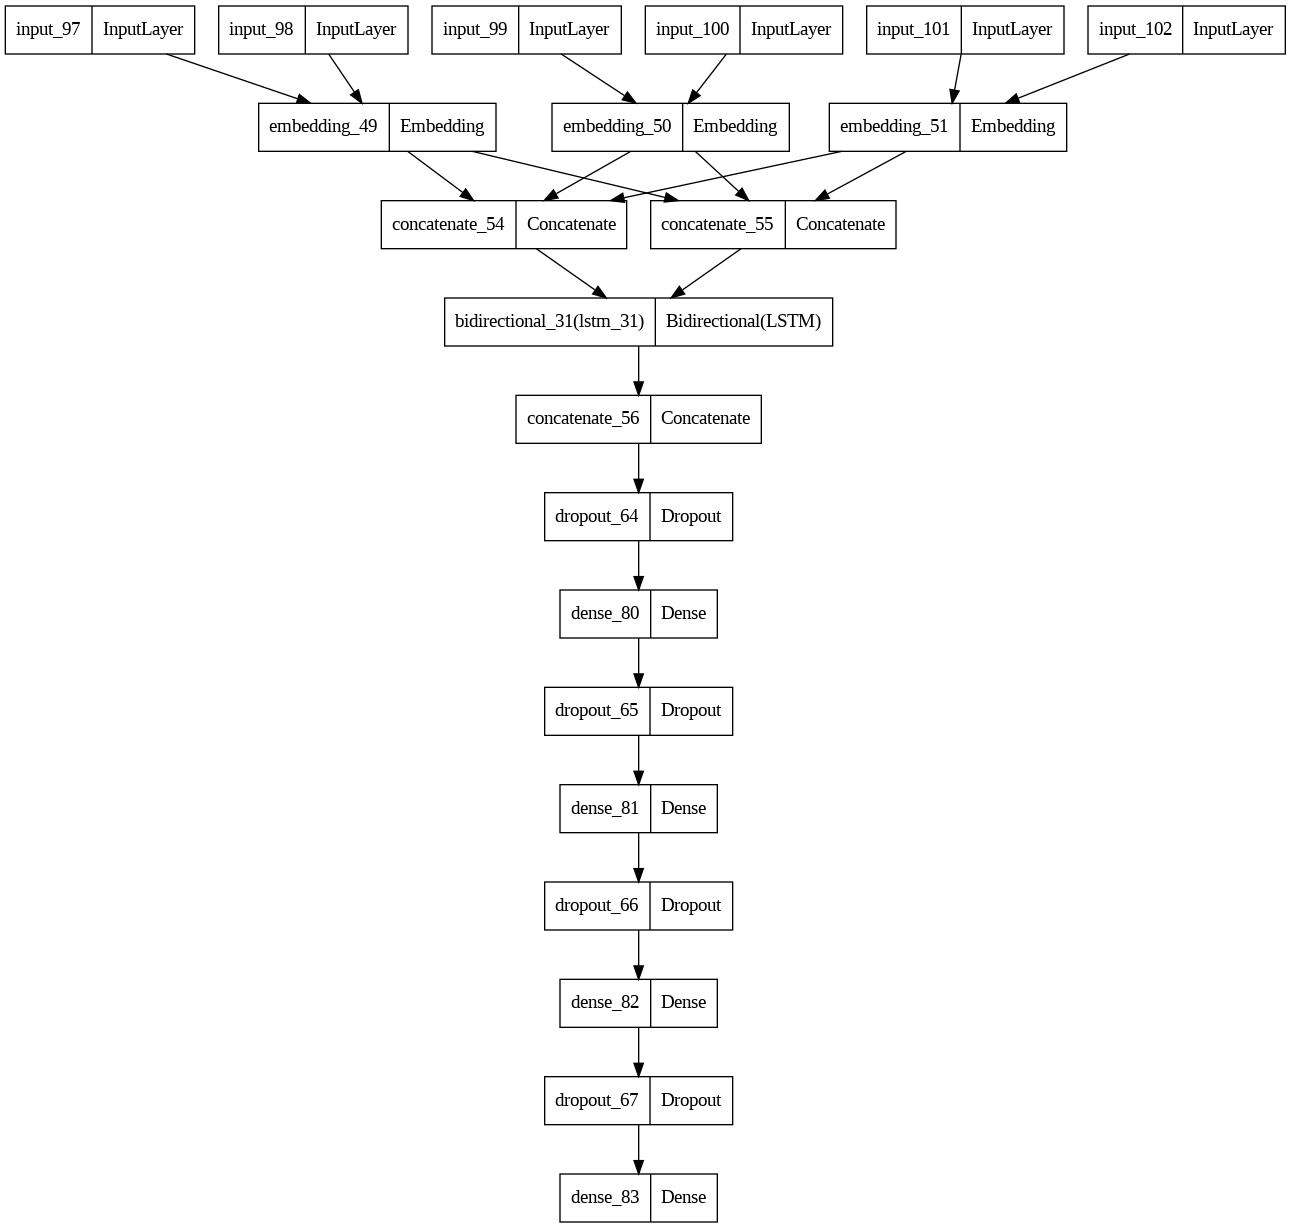 input_97 InputLayer input_98 InputLayer input_99 InputLayer input_100 InputLayer input_101 InputLayer input_102 InputLayer
embedding_49 Embedding embedding_50 Embedding embedding_51 Embedding
concatenate_54 Concatenate concatenate_55 Concatenate
bidirectional_31(lstm_31) Bidirectional(LSTM)
concatenate_56 Concatenate
dropout_64 Dropout
dense_80 Dense
dropout_65 Dropout
dense_81 Dense
dropout_66 Dropout
dense_82 Dense
dropout_67 Dropout
dense_83 Dense